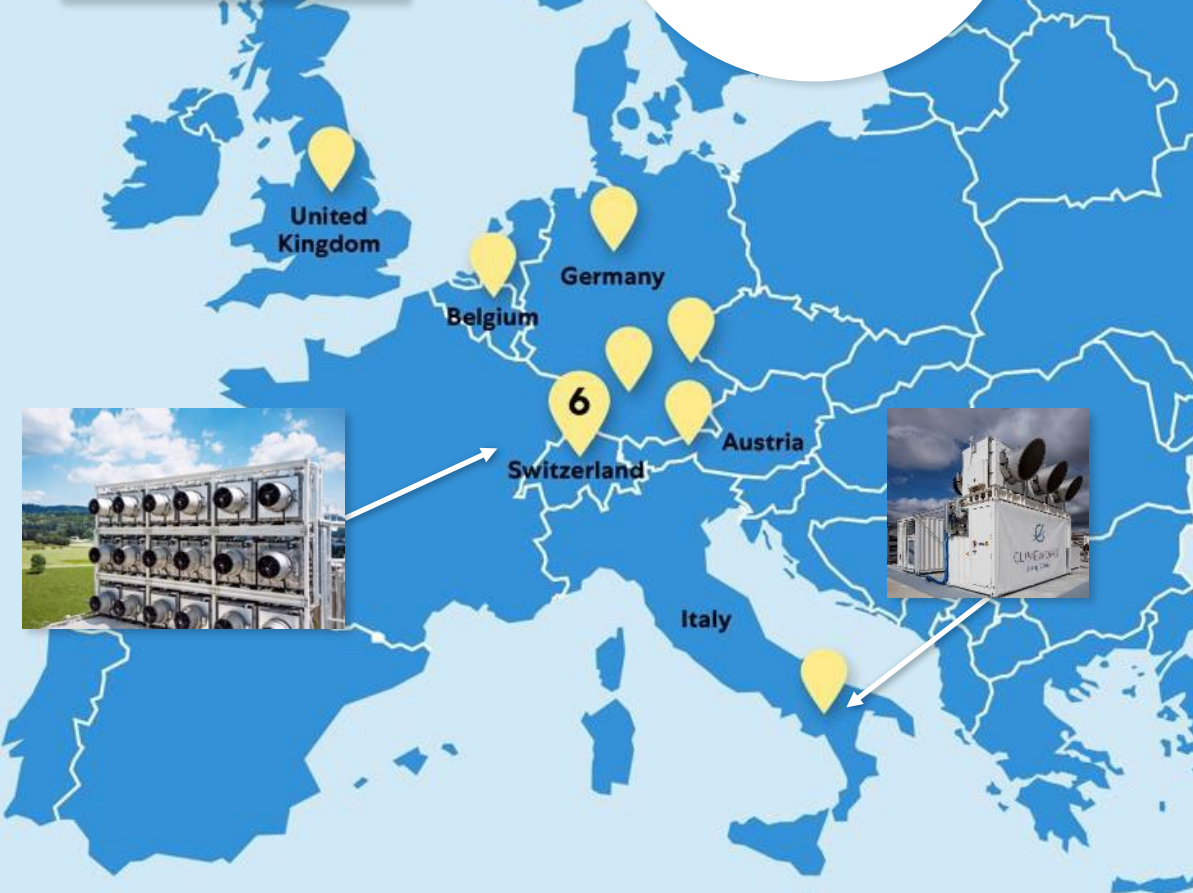 United
Kingdom
Germany
Belgium
6
Austria
Switzerland
CLIMEWORKS
Italy